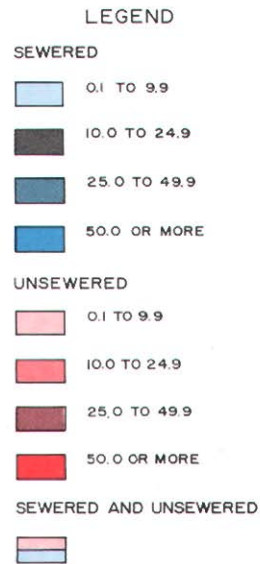 LEGEND
SEWERED
0.1 TO 9.9
10.0 TO 24.9
25.0 TO 49.9
50.0 OR MORE
UNSEWERED
0.1 TO 9.9
10.0 TO 24.9
25.0 TO 49.9
50.0 OR MORE
SEWERED AND UNSEWERED